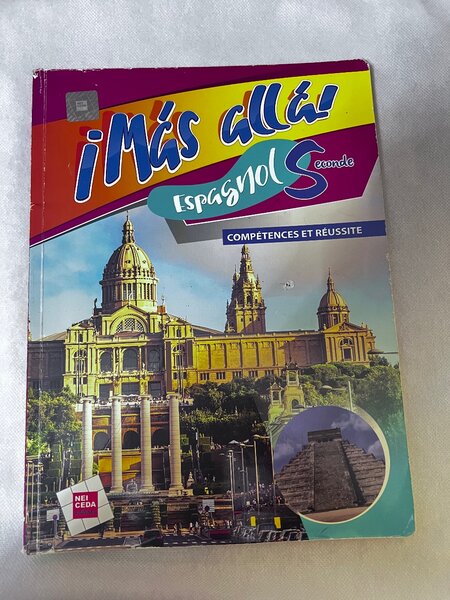 ¡Más allá!
Espagnol Seconde
COMPÉTENCES ET RÉUSSITE
NEI
CEDA